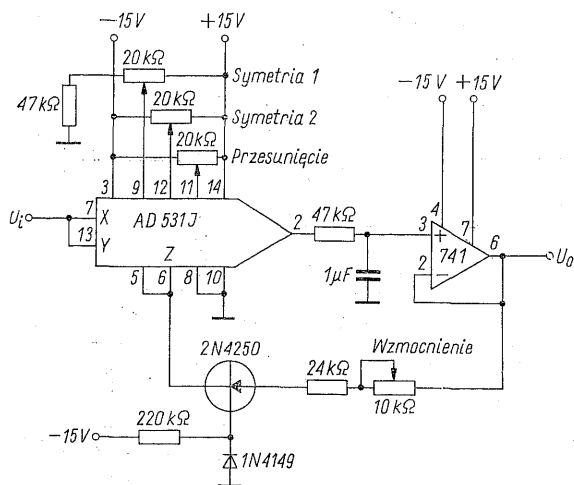 −15V +15V
20kΩ Symetria 1
47kΩ
20kΩ Symetria 2
20kΩ Przesunięcie
−15V +15V
3 9 12 11 14
7 X AD 531J 2 47kΩ 3 + 4 7 6
Ui
13 Y
741
Uo
Z
2 −
1µF
5 6 8 10
2N4250
24kΩ
Wzmocnienie
10kΩ
−15V 220kΩ
1N4149